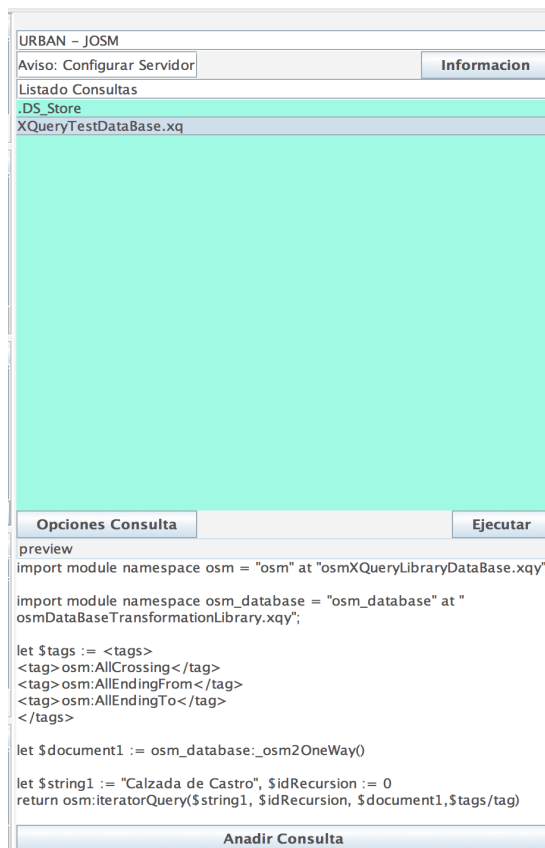 URBAN – JOSM
Aviso: Configurar Servidor
Informacion
Listado Consultas
.DS_Store
XQueryTestDataBase.xq
Opciones Consulta
Ejecutar
preview
import module namespace osm = "osm" at "osmXQueryLibraryDataBase.xqy"
import module namespace osm_database = "osm_database" at "
osmDataBaseTransformationLibrary.xqy";
let $tags := <tags>
<tag>osm:AllCrossing</tag>
<tag>osm:AllEndingFrom</tag>
<tag>osm:AllEndingTo</tag>
</tags>
let $document1 := osm_database:_osm2OneWay()
let $string1 := "Calzada de Castro", $idRecursion := 0
return osm:iteratorQuery($string1, $idRecursion, $document1,$tags/tag)
Anadir Consulta